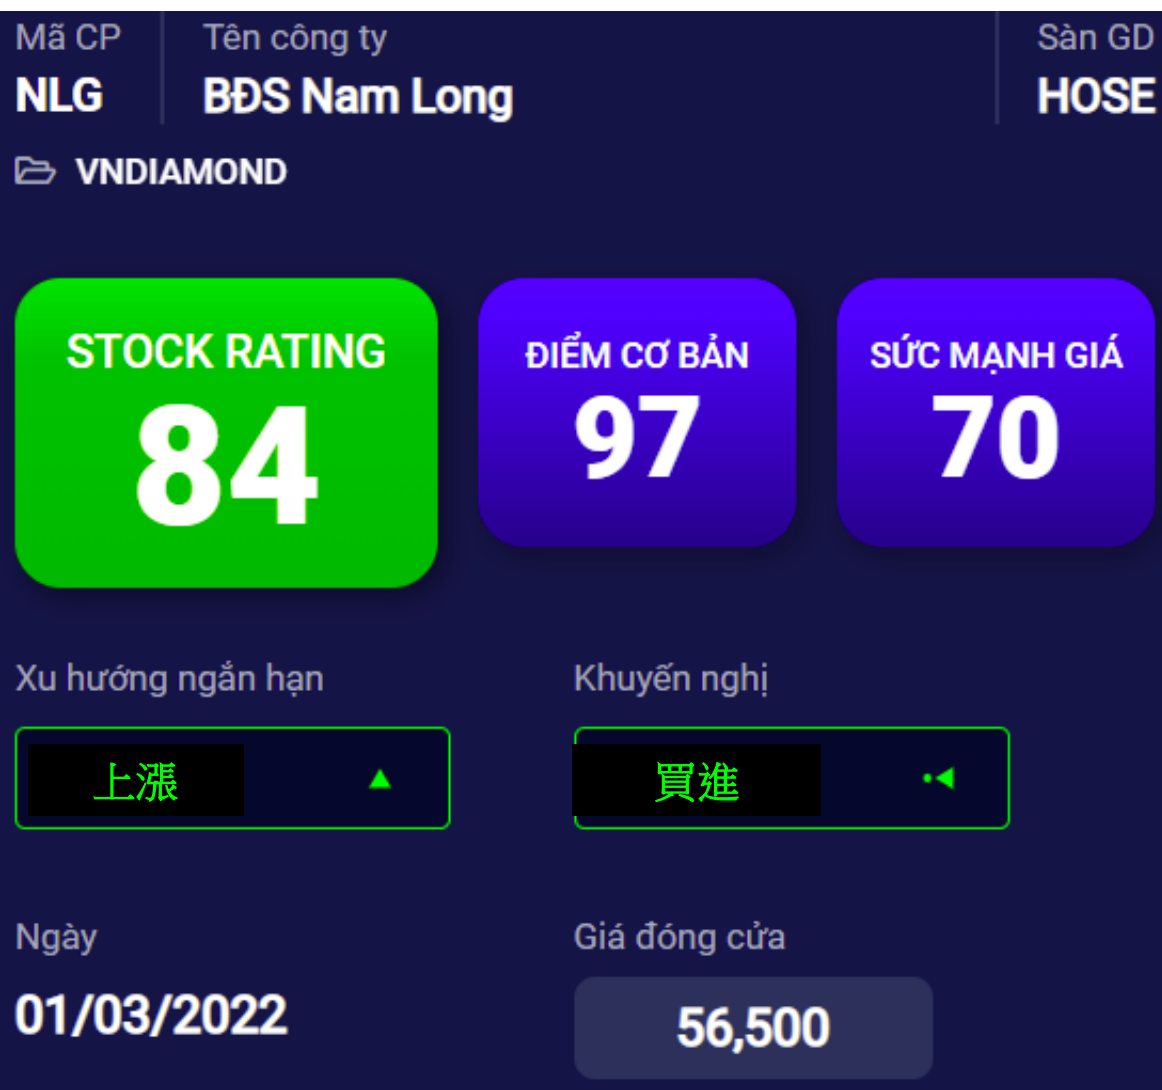 Mã CP
Tên công ty
Sàn GD
NLG
BĐS Nam Long
HOSE
VNDIAMOND
STOCK RATING
84
ĐIỂM CƠ BẢN
97
SỨC MẠNH GIÁ
70
Xu hướng ngắn hạn
Khuyến nghị
上漲
買進
Ngày
Giá đóng cửa
01/03/2022
56,500